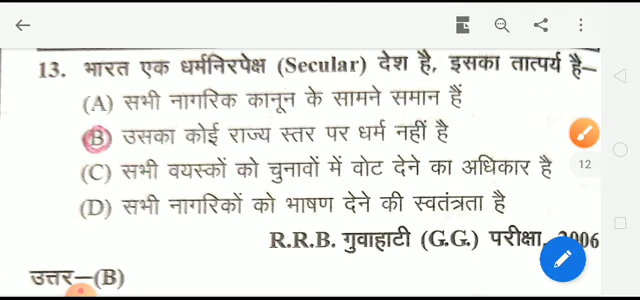 13. भारत एक धर्मनिरपेक्ष (Secular) देश है, इसका तात्पर्य है–
(A) सभी नागरिक कानून के सामने समान हैं
(B) उसका कोई राज्य स्तर पर धर्म नहीं है
(C) सभी वयस्कों को चुनावों में वोट देने का अधिकार है
12
(D) सभी नागरिकों को भाषण देने की स्वतंत्रता है
R.R.B. गुवाहाटी (G.G.) परीक्षा, 2006
उत्तर–(B)